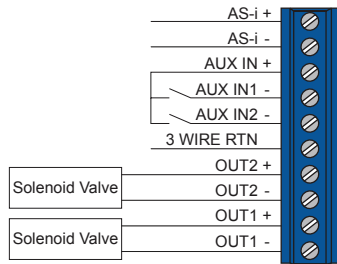 AS-i +
AS-i -
AUX IN +
AUX IN1 -
AUX IN2 -
3 WIRE RTN
OUT2 +
Solenoid Valve
OUT2 -
OUT1 +
Solenoid Valve
OUT1 -